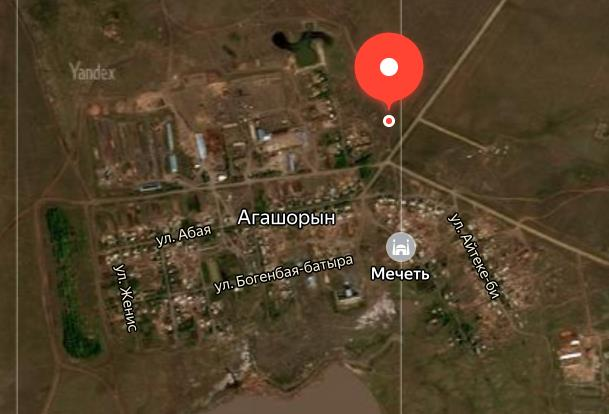 Yandex
Агашорын
ул. Абая
ул. Богенбая-батыра
ул. Женис
Мечеть
ул. Айтеке-би